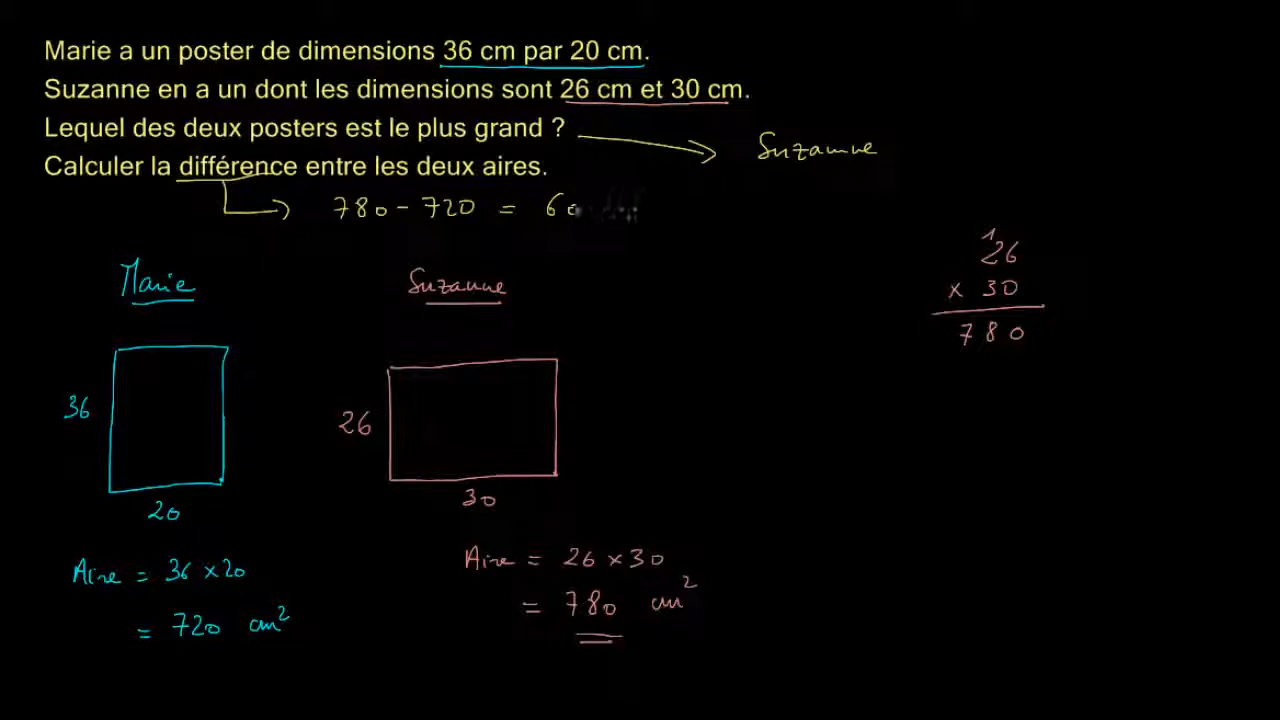 Marie a un poster de dimensions 36 cm par 20 cm.
Suzanne en a un dont les dimensions sont 26 cm et 30 cm.
Lequel des deux posters est le plus grand ?
Suzanne
Calculer la différence entre les deux aires.
780 - 720 = 60
1
26
x 30
780
Marie
Suzanne
36
20
26
30
Aire = 36 x 20
= 720 cm²
Aire = 26 x 30
= 780 cm²